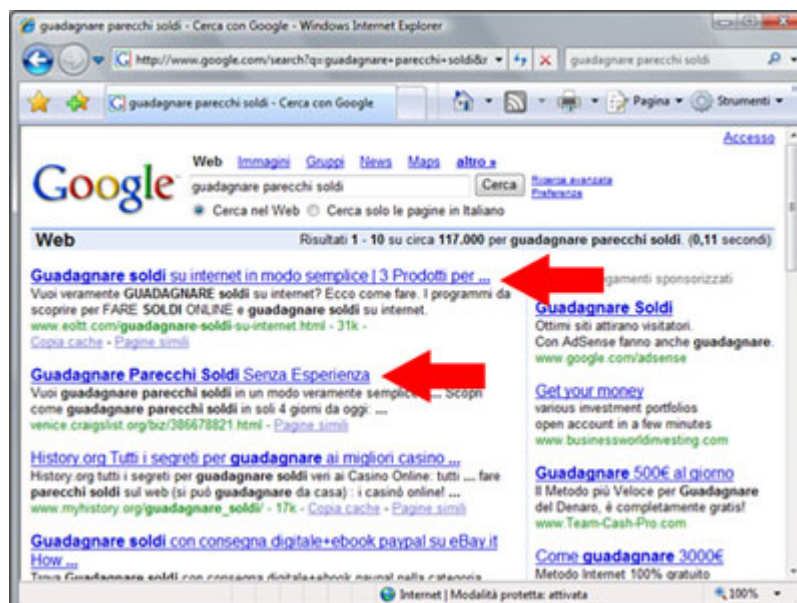 guadagnare parecchi soldi - Cerca con Google - Windows Internet Explorer
http://www.google.com/search?q=guadagnare+parecchi+soldi&r
guadagnare parecchi soldi
guadagnare parecchi soldi - Cerca con Google
Pagina
Strumenti
Accesso
Google
Web Immagini Gruppi News Maps altro »
guadagnare parecchi soldi
Cerca
Ricerca avanzata
Preferenze
Cerca nel Web Cerca solo le pagine in Italiano
Web
Risultati 1 - 10 su circa 117.000 per guadagnare parecchi soldi. (0,11 secondi)
Guadagnare soldi su internet in modo semplice | 3 Prodotti per ...
Vuoi veramente GUADAGNARE soldi su internet? Ecco come fare. I programmi da
scoprire per FARE SOLDI ONLINE e guadagnare soldi su internet.
www.eoltt.com/guadagnare-soldi-su-internet.html - 31k -
Copia cache - Pagine simili
Guadagnare Parecchi Soldi Senza Esperienza
Vuoi guadagnare parecchi soldi in un modo veramente semplice ... Scopri
come guadagnare parecchi soldi in soli 4 giorni da oggi: ...
venice.craigslist.org/biz/386678821.html - Pagine simili
History.org Tutti i segreti per guadagnare ai migliori casino ...
History.org tutti i segreti per guadagnare soldi veri ai Casino Online: tutti .... fare
parecchi soldi sul web (si può guadagnare da casa) : i casinò online! ...
www.myhistory.org/guadagnare_soldi/ - 17k - Copia cache - Pagine simili
Guadagnare soldi con consegna digitale+ebook paypal su eBay.it
How ...
Trova Guadagnare soldi con consegna digitale+ebook paypal nella categoria
gamenti sponsorizzati
Guadagnare Soldi
Ottimi siti attirano visitatori.
Con AdSense fanno anche guadagnare.
www.google.com/adsense
Get your money
various investment portfolios
open account in a few minutes
www.businessworldinvesting.com
Guadagnare 500€ al giorno
Il Metodo più Veloce per Guadagnare
del Denaro, è completamente gratis!
www.Team-Cash-Pro.com
Come guadagnare 3000€
Metodo Internet 100% gratuito
Internet | Modalità protetta: attivata
100%